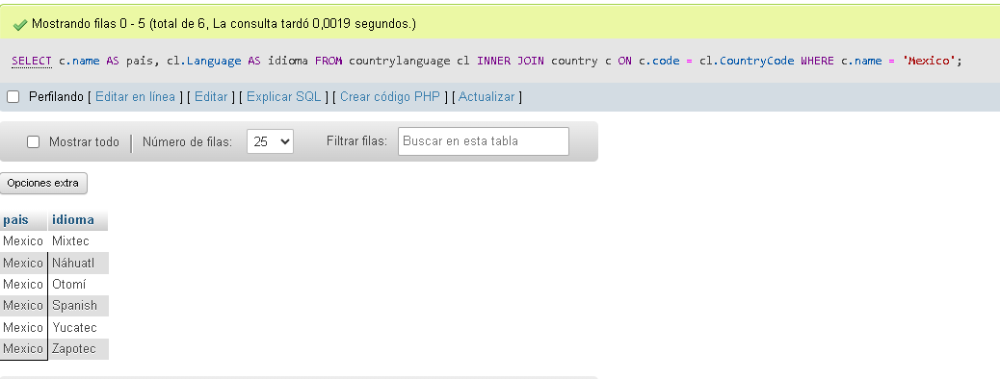 Mostrando filas 0 - 5 (total de 6, La consulta tardó 0,0019 segundos.)
SELECT c.name AS pais, cl.Language AS idioma FROM countrylanguage cl INNER JOIN country c ON c.code = cl.CountryCode WHERE c.name = 'Mexico';
Perfilando [ Editar en línea ] [ Editar ] [ Explicar SQL ] [ Crear código PHP ] [ Actualizar ]
Mostrar todo | Número de filas: 25 Filtrar filas: Buscar en esta tabla
Opciones extra
pais idioma
Mexico Mixtec
Mexico Náhuatl
Mexico Otomí
Mexico Spanish
Mexico Yucatec
Mexico Zapotec